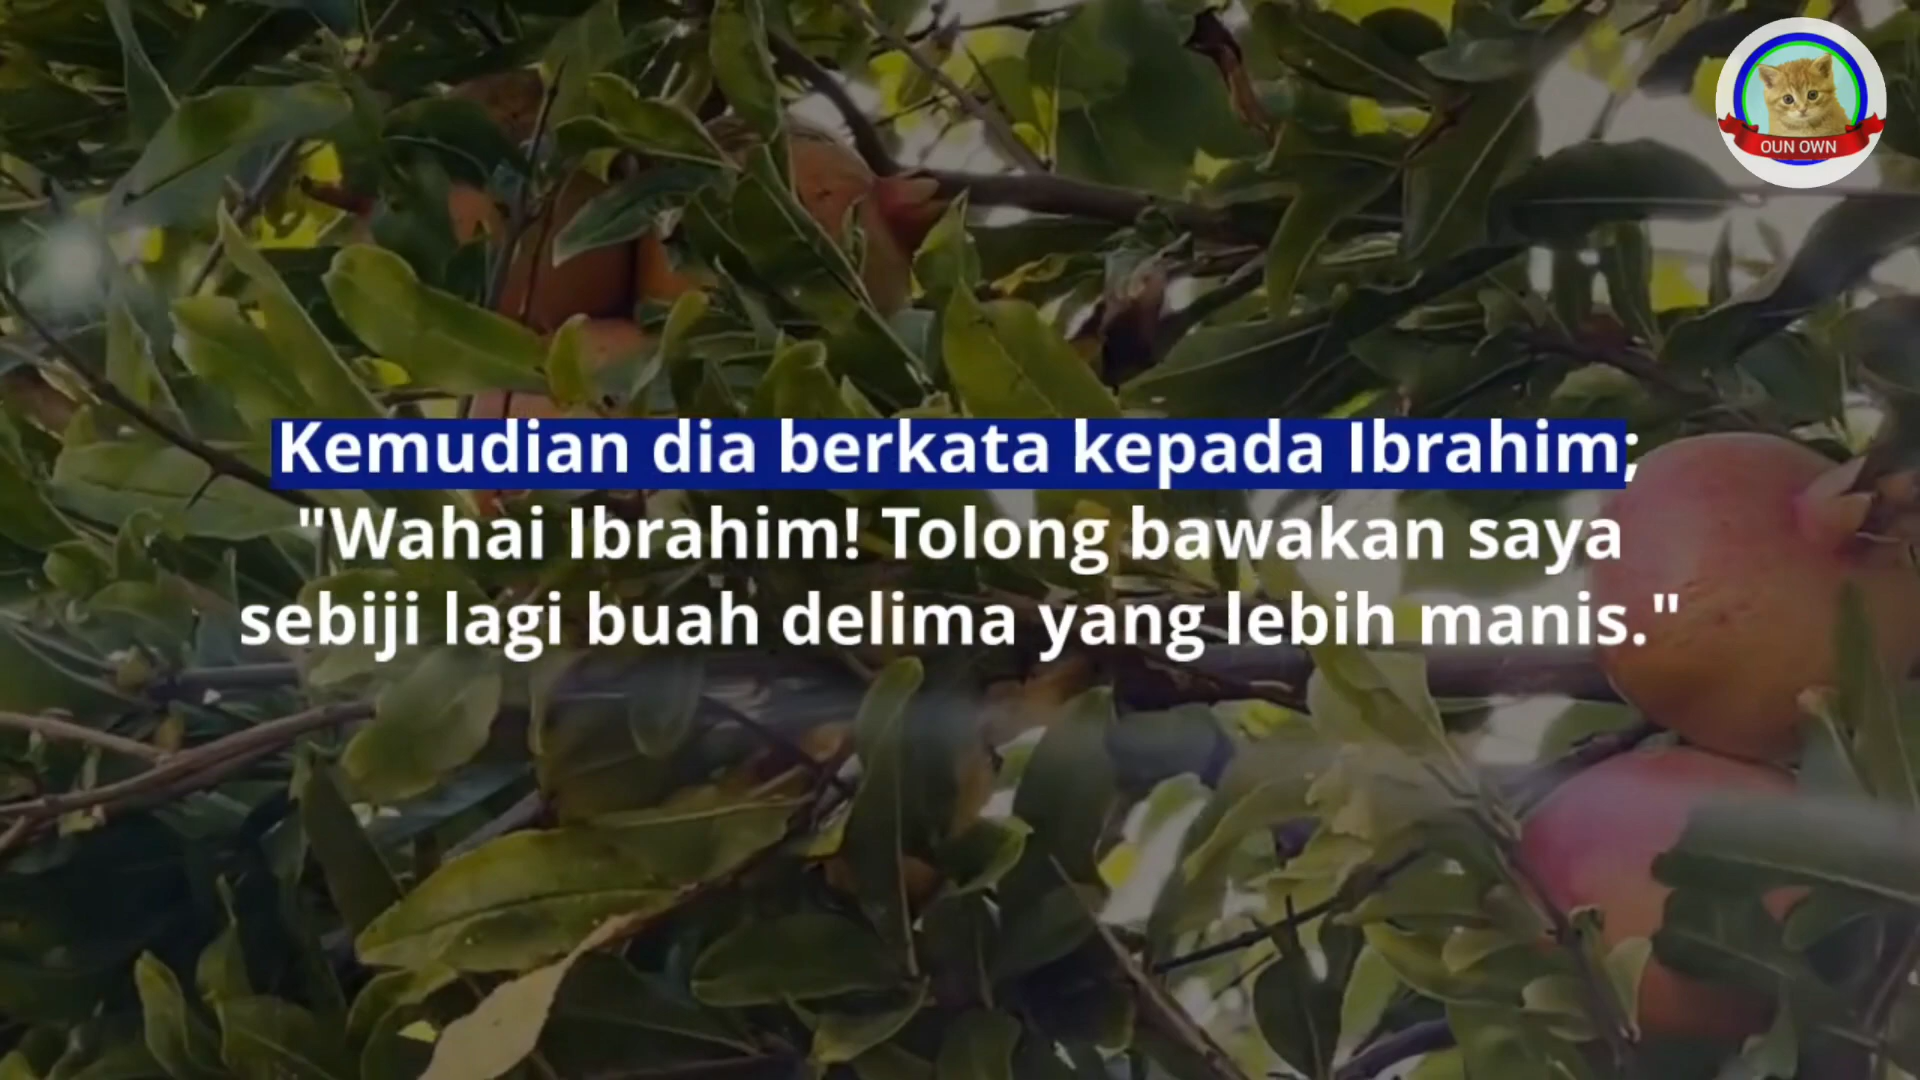 OUN OWN
Kemudian dia berkata kepada Ibrahim;
"Wahai Ibrahim! Tolong bawakan saya
sebiji lagi buah delima yang lebih manis."